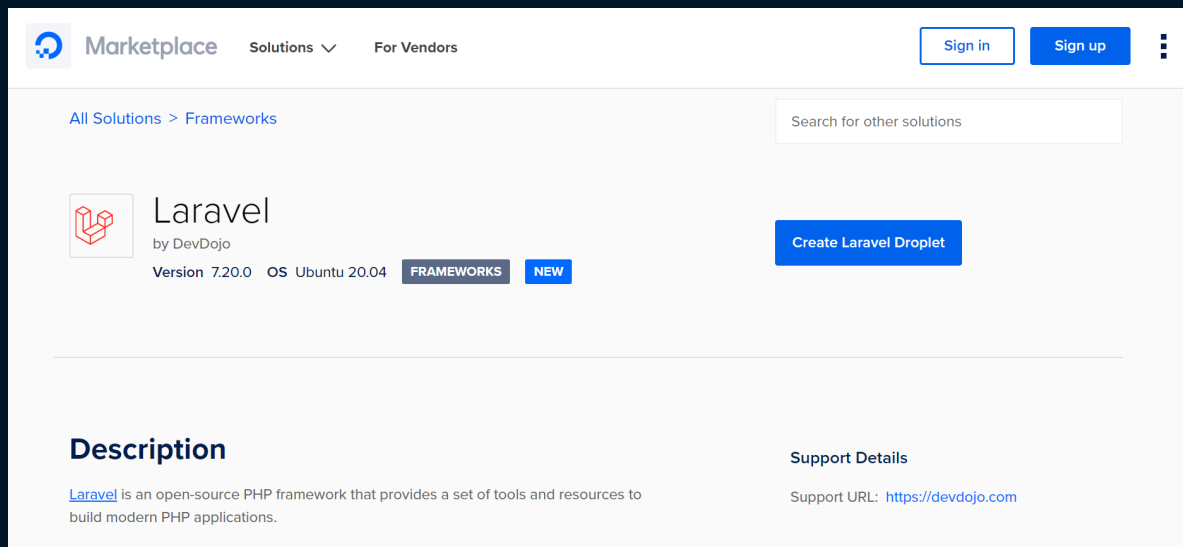 Marketplace Solutions For Vendors Sign in Sign up
All Solutions > Frameworks
Search for other solutions
Laravel
by DevDojo
Version 7.20.0 OS Ubuntu 20.04 FRAMEWORKS NEW
Create Laravel Droplet
Description
Laravel is an open-source PHP framework that provides a set of tools and resources to
build modern PHP applications.
Support Details
Support URL: https://devdojo.com